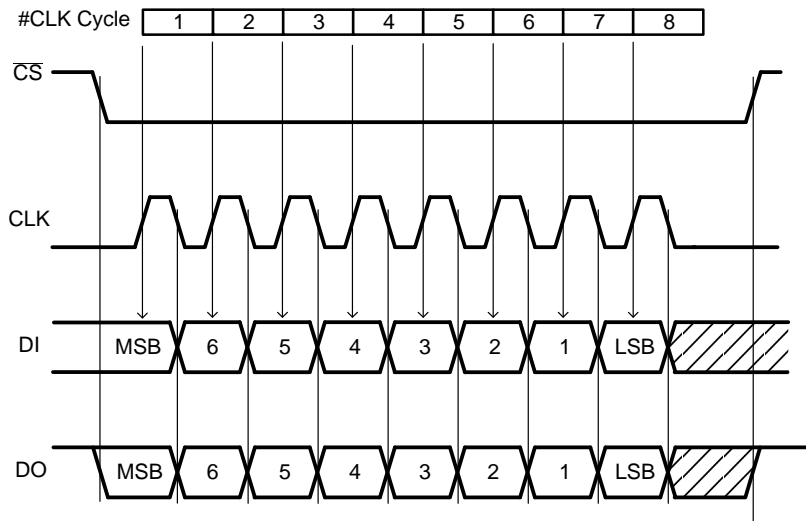 #CLK Cycle 1 2 3 4 5 6 7 8
CS
CLK
DI MSB 6 5 4 3 2 1 LSB
DO MSB 6 5 4 3 2 1 LSB